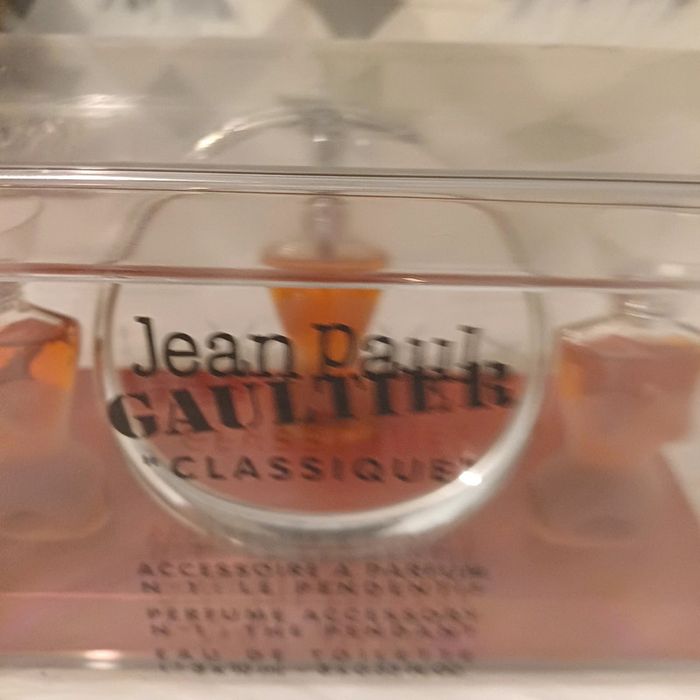 Jean Paul
GAULTIER
"CLASSIQUE"
ACCESSOIRE A PARFUM
N°1: LE PENDENTIF
PERFUME ACCESSORY
N°1: THE PENDANT
EAU DE TOILETTE